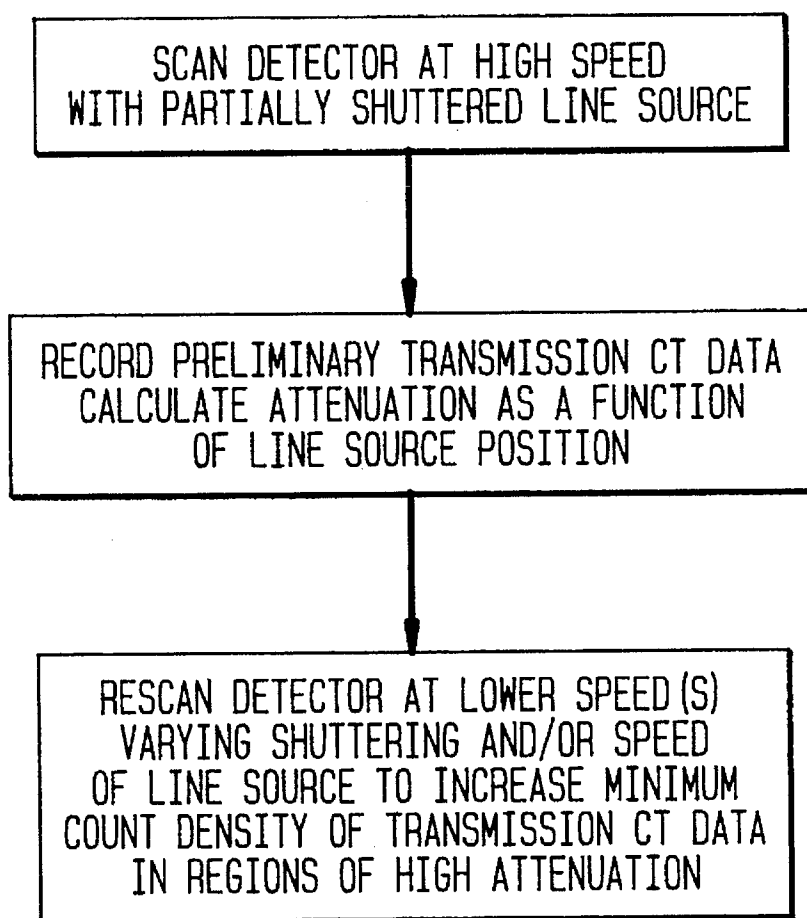 SCAN DETECTOR AT HIGH SPEED
WITH PARTIALLY SHUTTERED LINE SOURCE
RECORD PRELIMINARY TRANSMISSION CT DATA
CALCULATE ATTENUATION AS A FUNCTION
OF LINE SOURCE POSITION
RESCAN DETECTOR AT LOWER SPEED(S)
VARYING SHUTTERING AND/OR SPEED
OF LINE SOURCE TO INCREASE MINIMUM
COUNT DENSITY OF TRANSMISSION CT DATA
IN REGIONS OF HIGH ATTENUATION